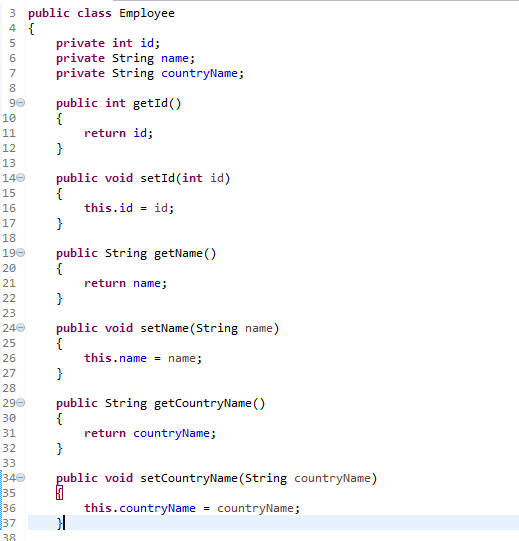 3 public class Employee
4 {
5     private int id;
6     private String name;
7     private String countryName;
8
9     public int getId()
10     {
11         return id;
12     }
13
14     public void setId(int id)
15     {
16         this.id = id;
17     }
18
19     public String getName()
20     {
21         return name;
22     }
23
24     public void setName(String name)
25     {
26         this.name = name;
27     }
28
29     public String getCountryName()
30     {
31         return countryName;
32     }
33
34     public void setCountryName(String countryName)
35     {
36         this.countryName = countryName;
37     }
38